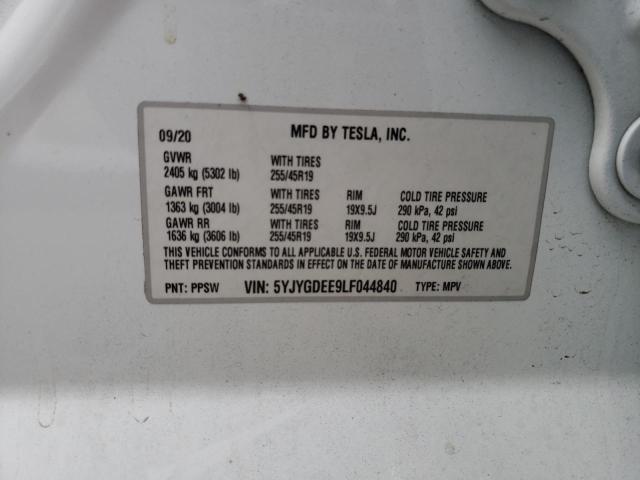 09/20 MFD BY TESLA, INC.
GVWR WITH TIRES
2405 kg (5302 lb) 255/45R19
GAWR FRT WITH TIRES RIM COLD TIRE PRESSURE
1363 kg (3004 lb) 255/45R19 19X9.5J 290 kPa, 42 psi
GAWR RR WITH TIRES RIM COLD TIRE PRESSURE
1636 kg (3606 lb) 255/45R19 19X9.5J 290 kPa, 42 psi
THIS VEHICLE CONFORMS TO ALL APPLICABLE U.S. FEDERAL MOTOR VEHICLE SAFETY AND
THEFT PREVENTION STANDARDS IN EFFECT ON THE DATE OF MANUFACTURE SHOWN ABOVE.
PNT: PPSW VIN: 5YJYGDEE9LF044840 TYPE: MPV